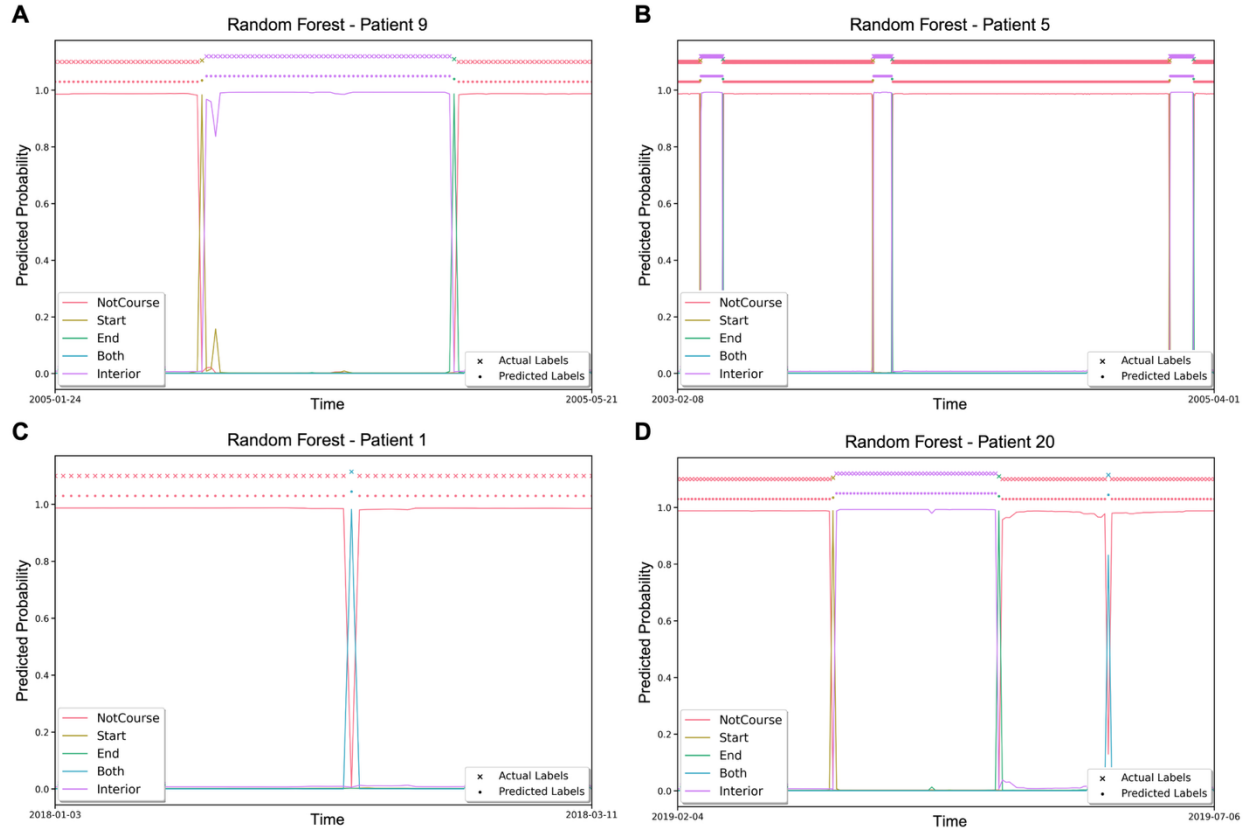 A
Random Forest - Patient 9
Predicted Probability
1.0
0.8
0.6
0.4
0.2
0.0
NotCourse
Start
End
Both
Interior
× Actual Labels
• Predicted Labels
2005-01-24
Time
2005-05-21
B
Random Forest - Patient 5
Predicted Probability
1.0
0.8
0.6
0.4
0.2
0.0
NotCourse
Start
End
Both
Interior
× Actual Labels
• Predicted Labels
2003-02-08
Time
2005-04-01
C
Random Forest - Patient 1
Predicted Probability
1.0
0.8
0.6
0.4
0.2
0.0
NotCourse
Start
End
Both
Interior
× Actual Labels
• Predicted Labels
2018-01-03
Time
2018-03-11
D
Random Forest - Patient 20
Predicted Probability
1.0
0.8
0.6
0.4
0.2
0.0
NotCourse
Start
End
Both
Interior
× Actual Labels
• Predicted Labels
2019-02-04
Time
2019-07-06